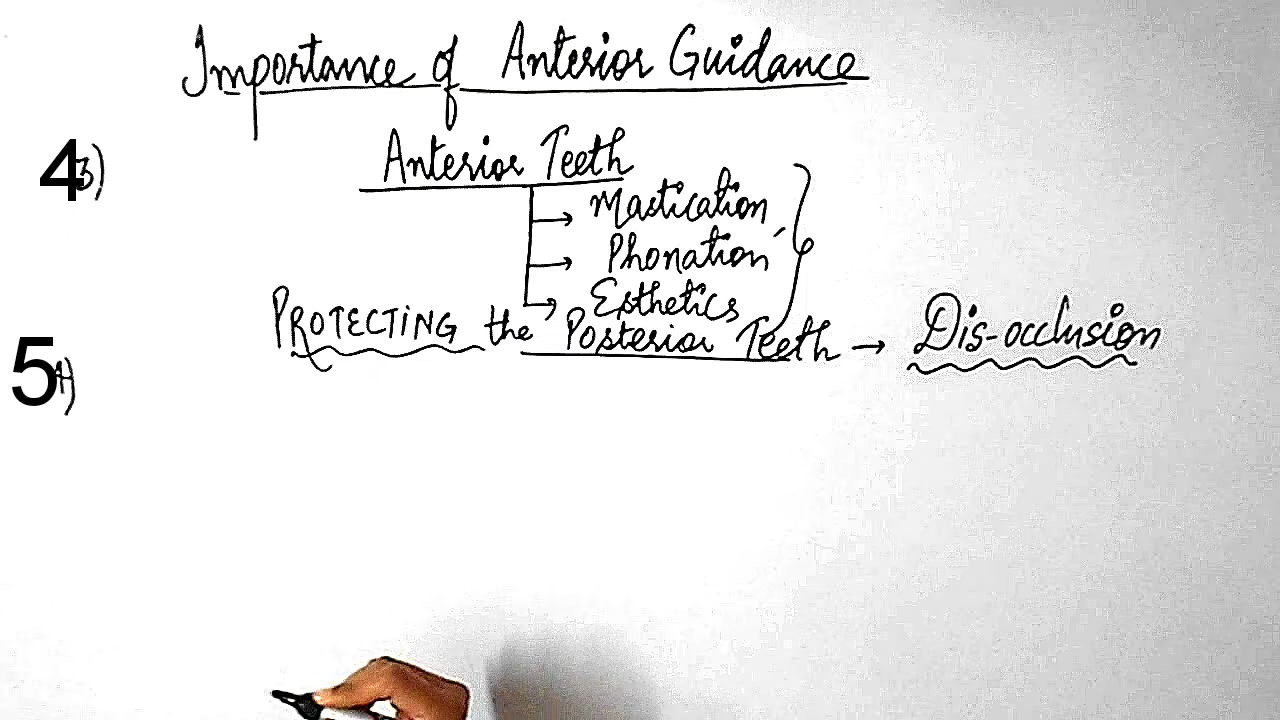 Importance of Anterior Guidance
4 3) Anterior Teeth
→ Mastication
→ Phonation
→ Esthetics
PROTECTING the Posterior Teeth → Dis-occlusion
5 4)